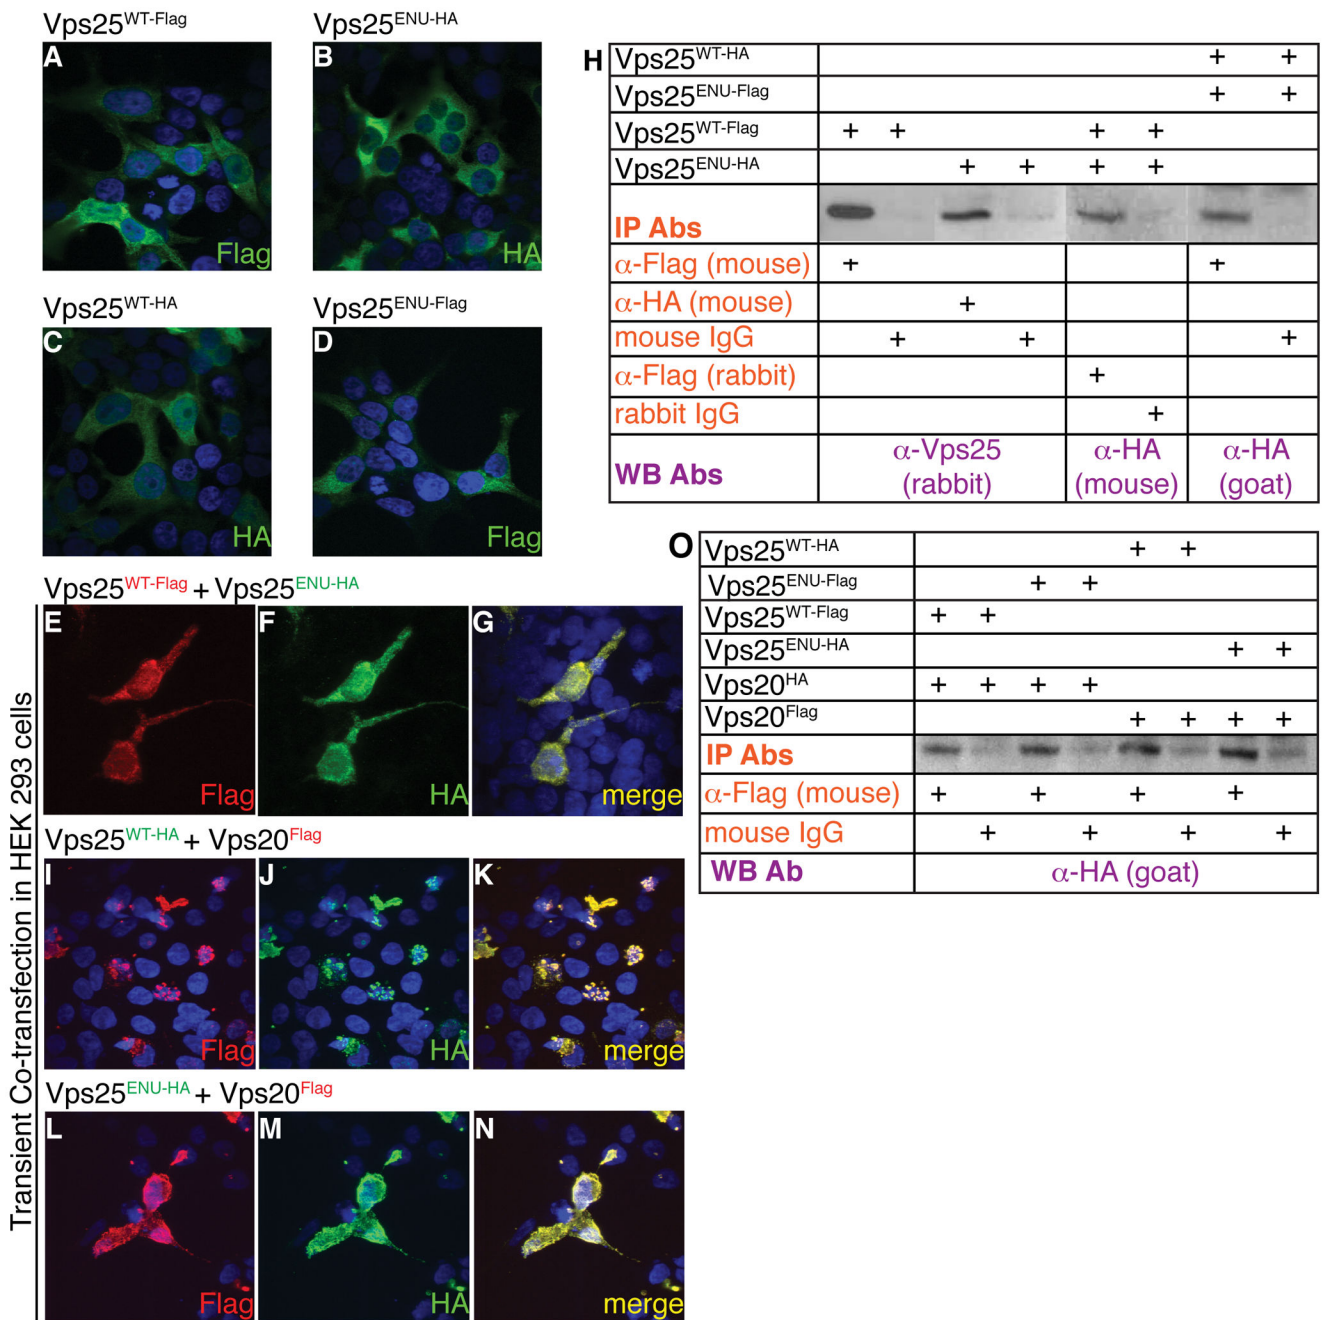 Vps25WT-Flag
Vps25ENU-HA
A
Flag
B
HA
Vps25WT-HA
Vps25ENU-Flag
C
HA
D
Flag
Transient Co-transfection in HEK 293 cells
Vps25WT-Flag + Vps25ENU-HA
E
Flag
F
HA
G
merge
Vps25WT-HA + Vps20Flag
I
Flag
J
HA
K
merge
Vps25ENU-HA + Vps20Flag
L
Flag
M
HA
N
merge
H
Vps25WT-HA + +
Vps25ENU-Flag + +
Vps25WT-Flag + + + +
Vps25ENU-HA + + + +
IP Abs
α-Flag (mouse) + +
α-HA (mouse) +
mouse IgG + + +
α-Flag (rabbit) +
rabbit IgG +
WB Abs
α-Vps25
(rabbit)
α-HA
(mouse)
α-HA
(goat)
O
Vps25WT-HA + +
Vps25ENU-Flag + +
Vps25WT-Flag + +
Vps25ENU-HA + +
Vps20HA + + + +
Vps20Flag + + + +
IP Abs
α-Flag (mouse) + + + +
mouse IgG + + + +
WB Ab
α-HA (goat)